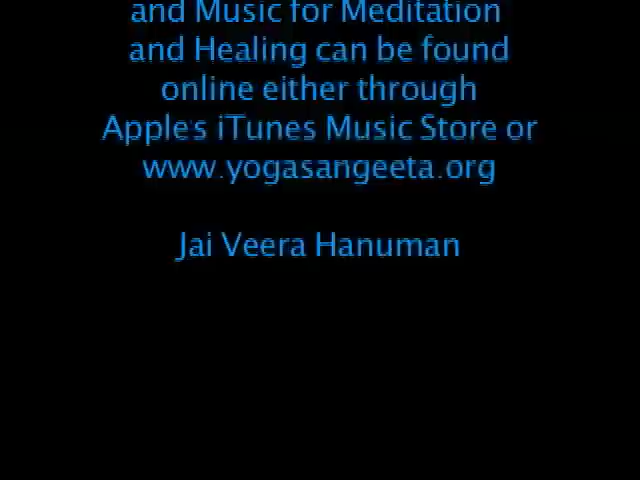 and Music for Meditation
and Healing can be found
online either through
Apple's iTunes Music Store or
www.yogasangeeta.org
Jai Veera Hanuman